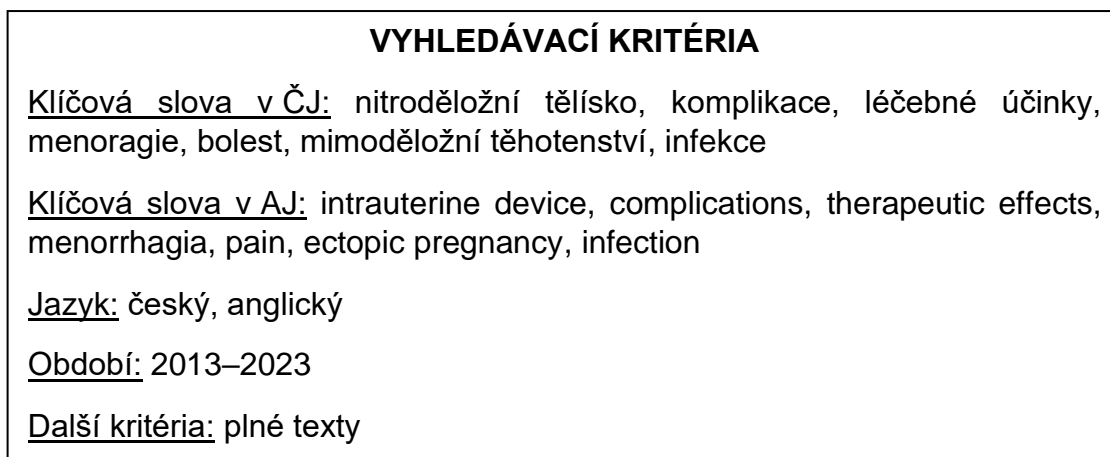 VYHLEDÁVACÍ KRITÉRIA
Klíčová slova v ČJ: nitroděložní tělísko, komplikace, léčebné účinky,
menoragie, bolest, mimoděložní těhotenství, infekce
Klíčová slova v AJ: intrauterine device, complications, therapeutic effects,
menorrhagia, pain, ectopic pregnancy, infection
Jazyk: český, anglický
Období: 2013–2023
Další kritéria: plné texty